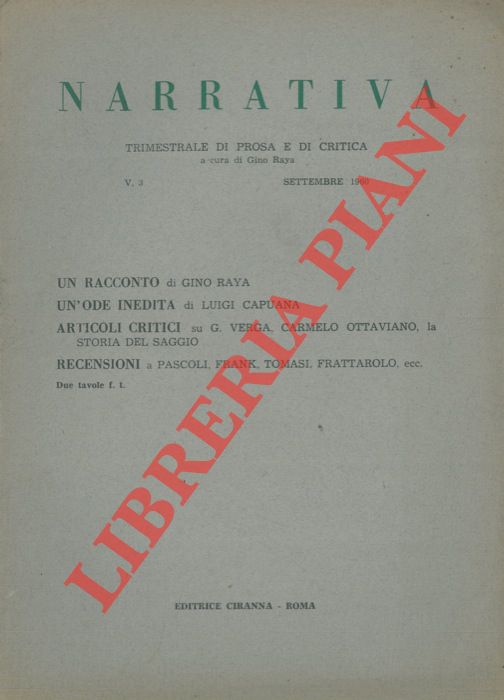 NARRATIVA
TRIMESTRALE DI PROSA E DI CRITICA
a cura di Gino Raya
V. 3 SETTEMBRE 1960
UN RACCONTO di GINO RAYA
UN'ODE INEDITA di LUIGI CAPUANA
ARTICOLI CRITICI su G. VERGA, CARMELO OTTAVIANO, la
STORIA DEL SAGGIO
RECENSIONI a PASCOLI, FRANK, TOMASI, FRATTAROLO, ecc.
Due tavole f. t.
EDITRICE CIRANNA - ROMA
LIBRERIA PIANI